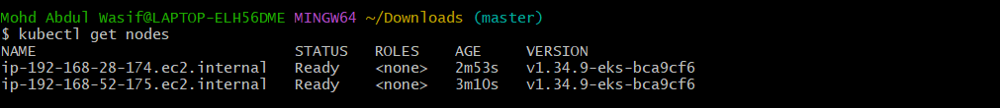 Mohd Abdul Wasif@LAPTOP-ELH56DME MINGW64 ~/Downloads (master)
$ kubectl get nodes
NAME STATUS ROLES AGE VERSION
ip-192-168-28-174.ec2.internal Ready <none> 2m53s v1.34.9-eks-bca9cf6
ip-192-168-52-175.ec2.internal Ready <none> 3m10s v1.34.9-eks-bca9cf6